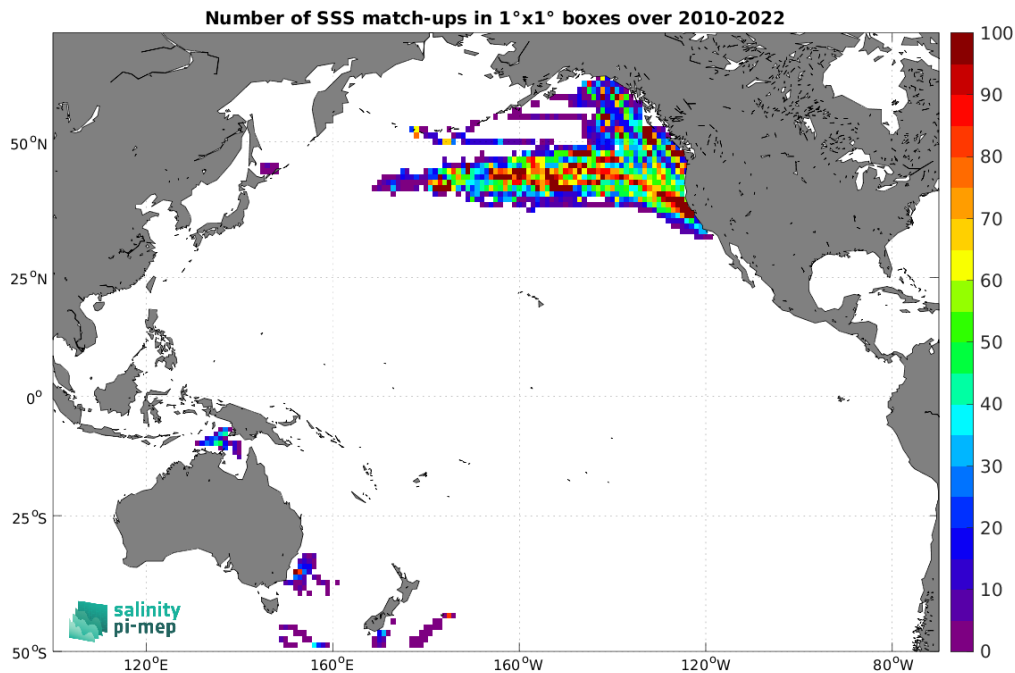 Number of SSS match-ups in 1°x1° boxes over 2010-2022
100
90
80
70
60
50
40
30
20
10
0
50°N
25°N
0°
25°S
50°S
120°E
160°E
160°W
120°W
80°W
salinity
pi-mep